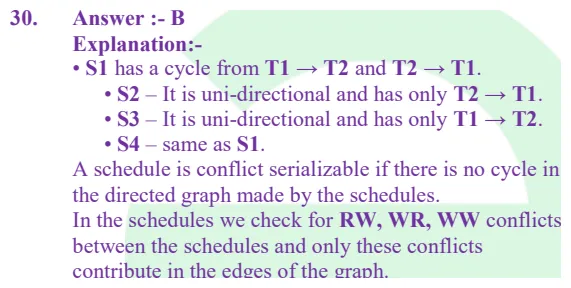 30. Answer :- B
Explanation:-
• S1 has a cycle from T1 → T2 and T2 → T1.
• S2 – It is uni-directional and has only T2 → T1.
• S3 – It is uni-directional and has only T1 → T2.
• S4 – same as S1.
A schedule is conflict serializable if there is no cycle in
the directed graph made by the schedules.
In the schedules we check for RW, WR, WW conflicts
between the schedules and only these conflicts
contribute in the edges of the graph.